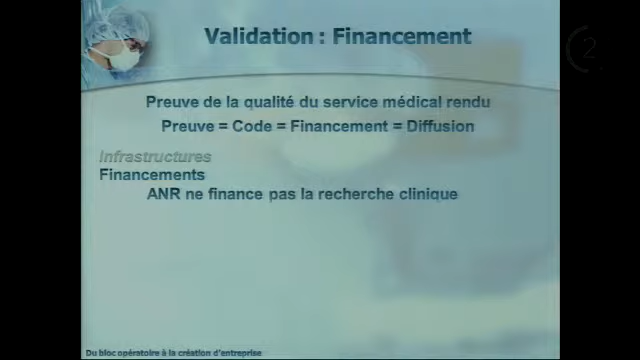 Validation : Financement
2
Preuve de la qualité du service médical rendu
Preuve = Code = Financement = Diffusion
Infrastructures
Financements
ANR ne finance pas la recherche clinique
Du bloc opératoire à la création d'entreprise